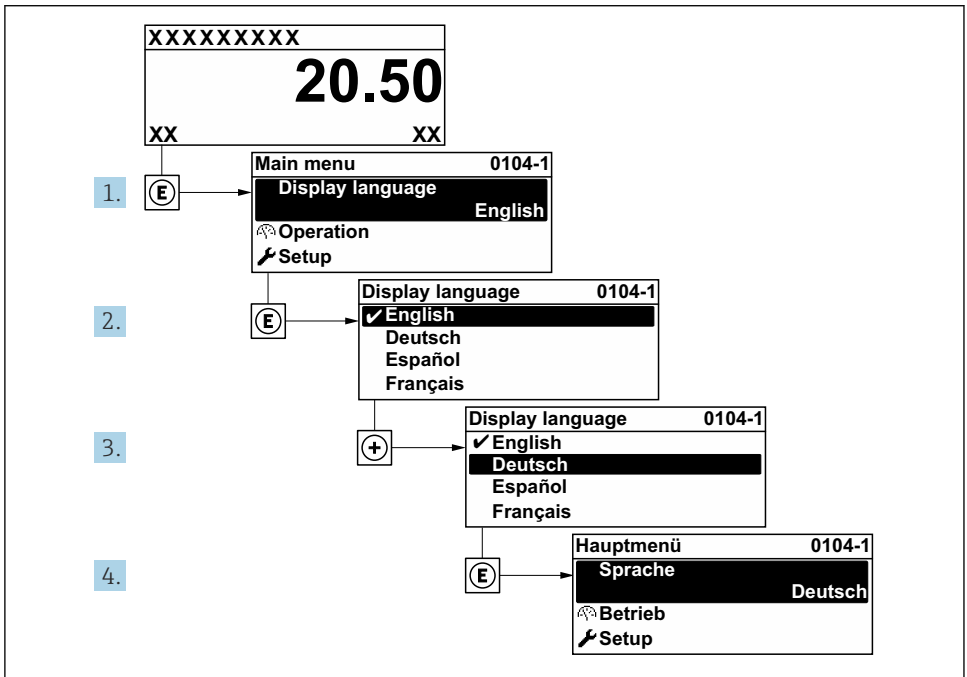 XXXXXXXXX
20.50
XX XX
1. E
Main menu 0104-1
Display language
English
Operation
Setup
2. E
Display language 0104-1
✔English
Deutsch
Español
Français
3. +
Display language 0104-1
✔English
Deutsch
Español
Français
4. E
Hauptmenü 0104-1
Sprache
Deutsch
Betrieb
Setup